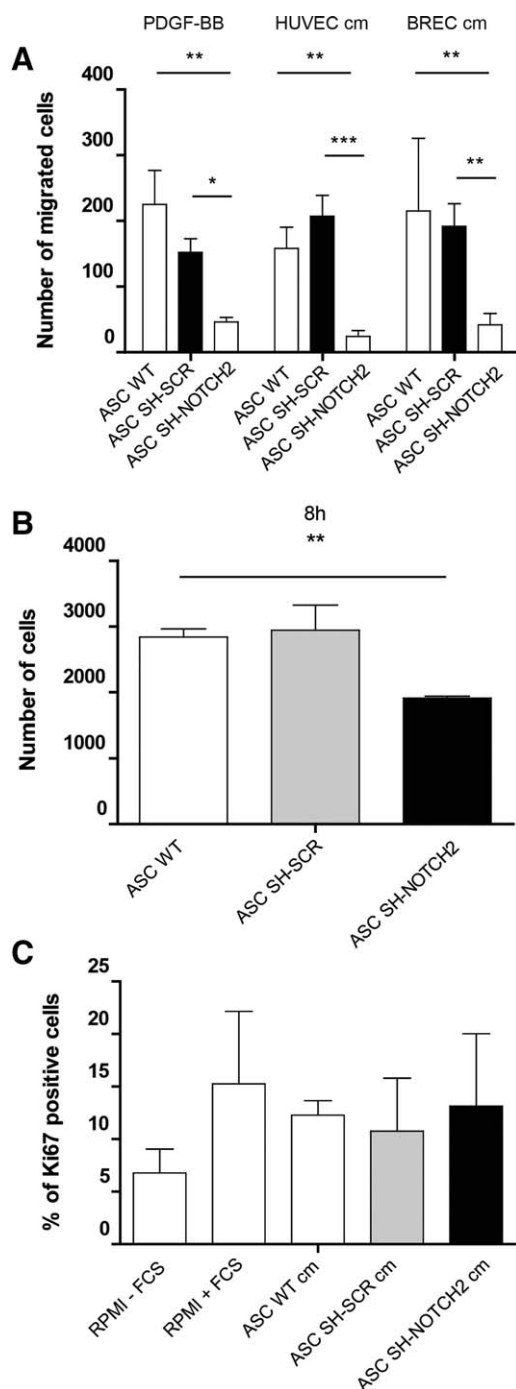 PDGF-BB HUVEC cm BREC cm
A
** ** **
400
*** **
300
*
200
100
0
Number of migrated cells
ASC WT
ASC SH-SCR
ASC SH-NOTCH2
ASC WT
ASC SH-SCR
ASC SH-NOTCH2
ASC WT
ASC SH-SCR
ASC SH-NOTCH2
B
8h
**
4000
3000
2000
1000
0
Number of cells
ASC WT
ASC SH-SCR
ASC SH-NOTCH2
C
25
20
15
10
5
0
% of Ki67 positive cells
RPMI - FCS
RPMI + FCS
ASC WT cm
ASC SH-SCR cm
ASC SH-NOTCH2 cm